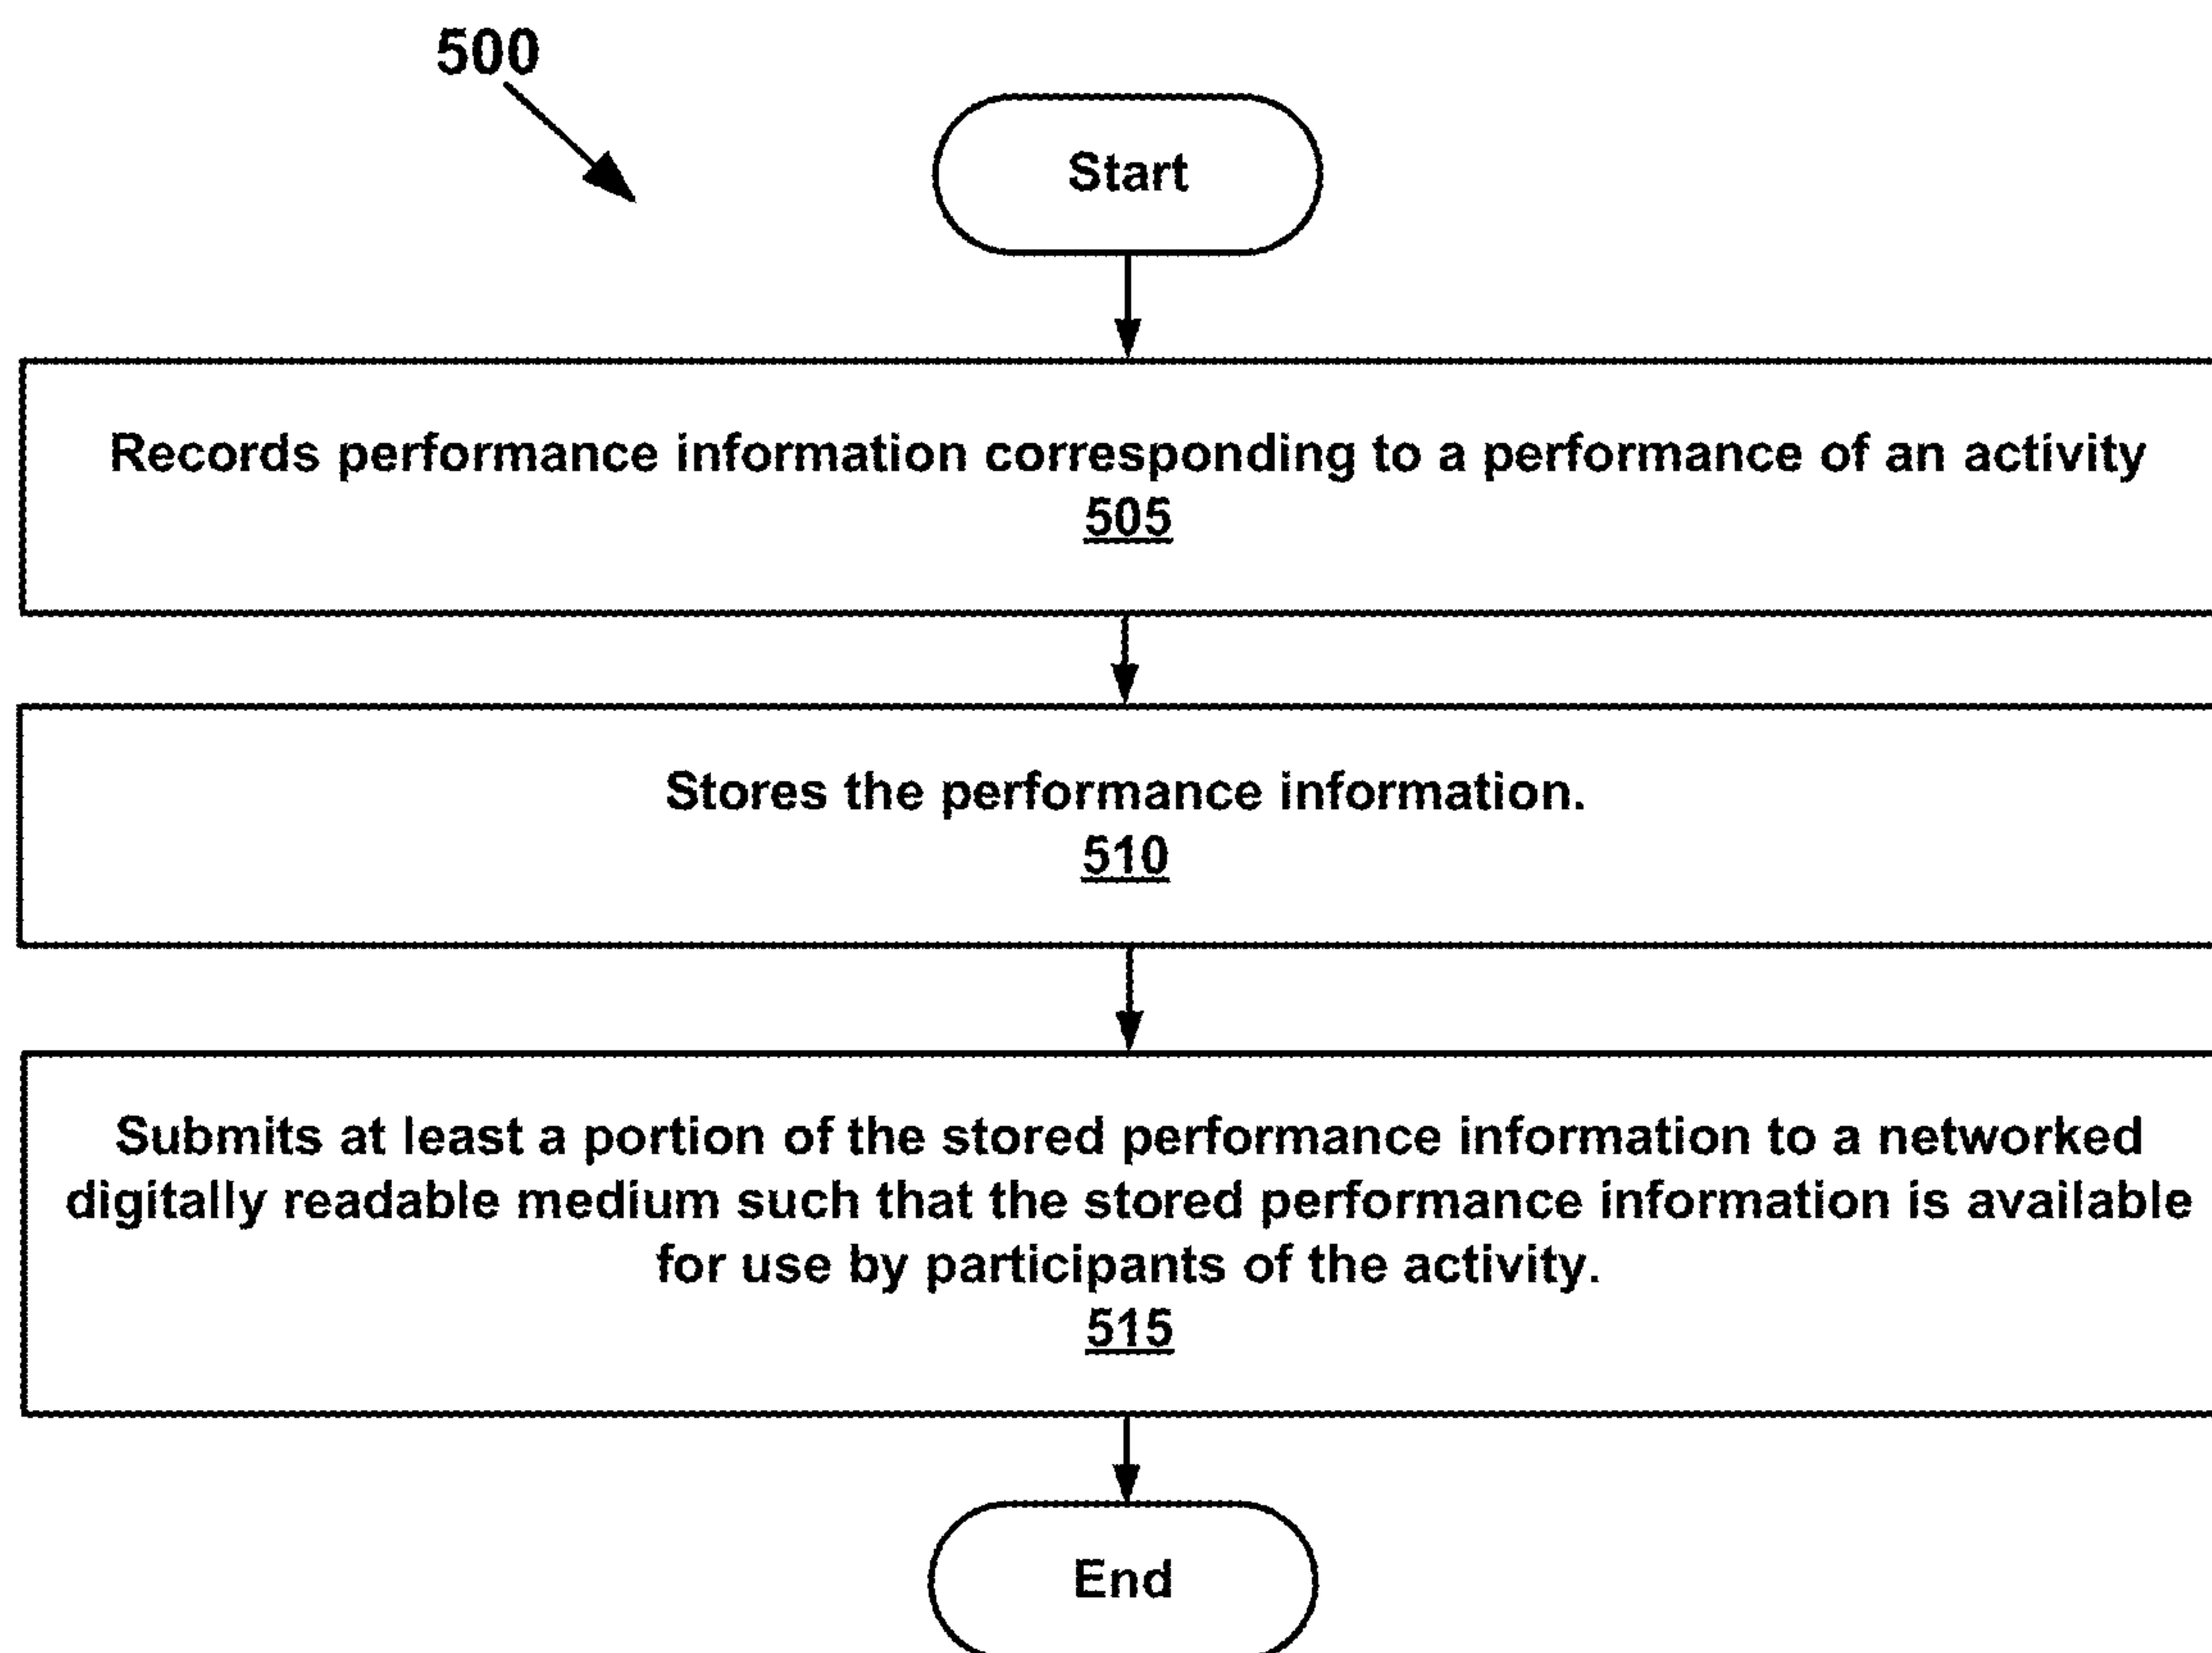 500
Start
Records performance information corresponding to a performance of an activity
505
Stores the performance information.
510
Submits at least a portion of the stored performance information to a networked
digitally readable medium such that the stored performance information is available
for use by participants of the activity.
515
End